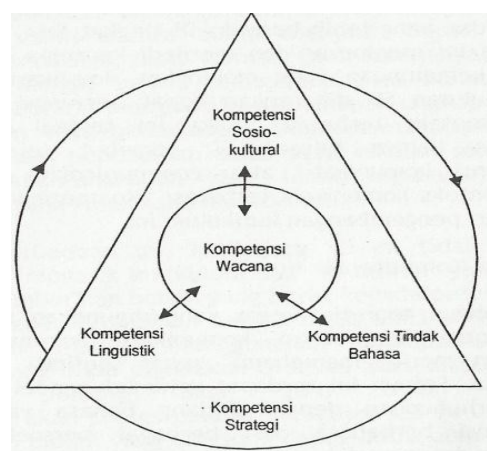 Kompetensi
Sosio-
kultural
Kompetensi
Wacana
Kompetensi
Linguistik
Kompetensi Tindak
Bahasa
Kompetensi
Strategi